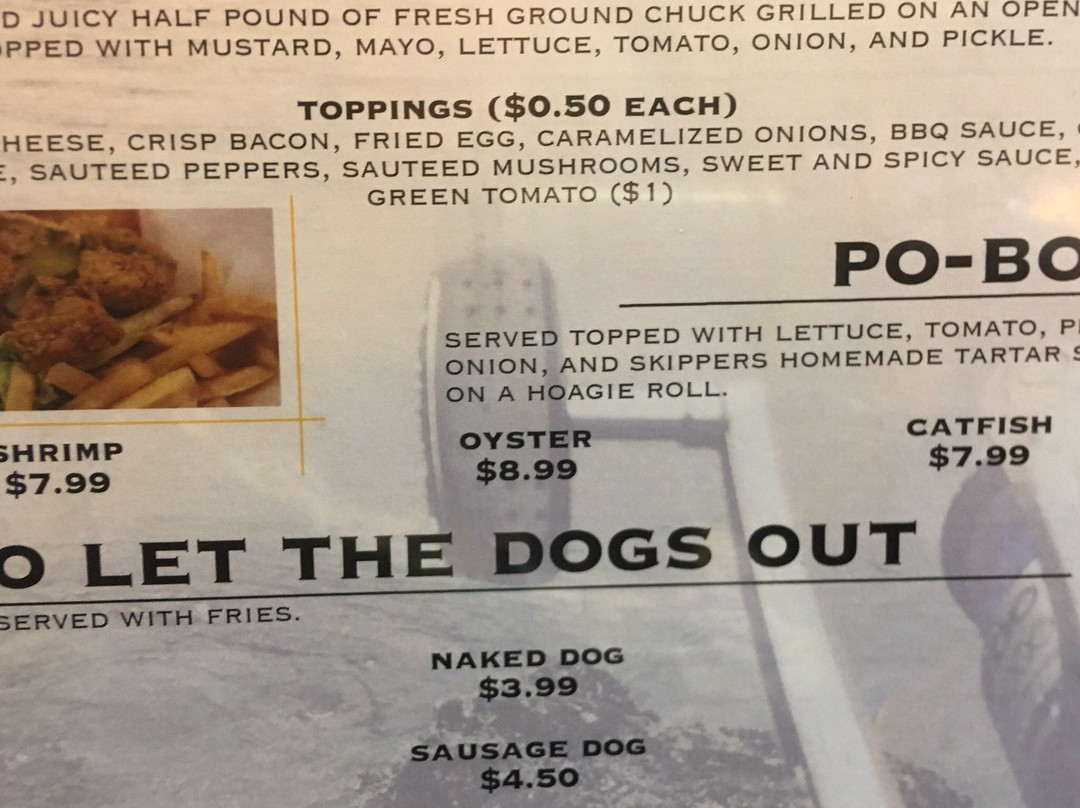 D JUICY HALF POUND OF FRESH GROUND CHUCK GRILLED ON AN OPEN
OPPED WITH MUSTARD, MAYO, LETTUCE, TOMATO, ONION, AND PICKLE.
TOPPINGS ($0.50 EACH)
HEESE, CRISP BACON, FRIED EGG, CARAMELIZED ONIONS, BBQ SAUCE,
E, SAUTEED PEPPERS, SAUTEED MUSHROOMS, SWEET AND SPICY SAUCE,
GREEN TOMATO ($1)
PO-BO
SERVED TOPPED WITH LETTUCE, TOMATO, PI
ONION, AND SKIPPERS HOMEMADE TARTAR S
ON A HOAGIE ROLL.
SHRIMP
$7.99
OYSTER
$8.99
CATFISH
$7.99
O LET THE DOGS OUT
SERVED WITH FRIES.
NAKED DOG
$3.99
SAUSAGE DOG
$4.50